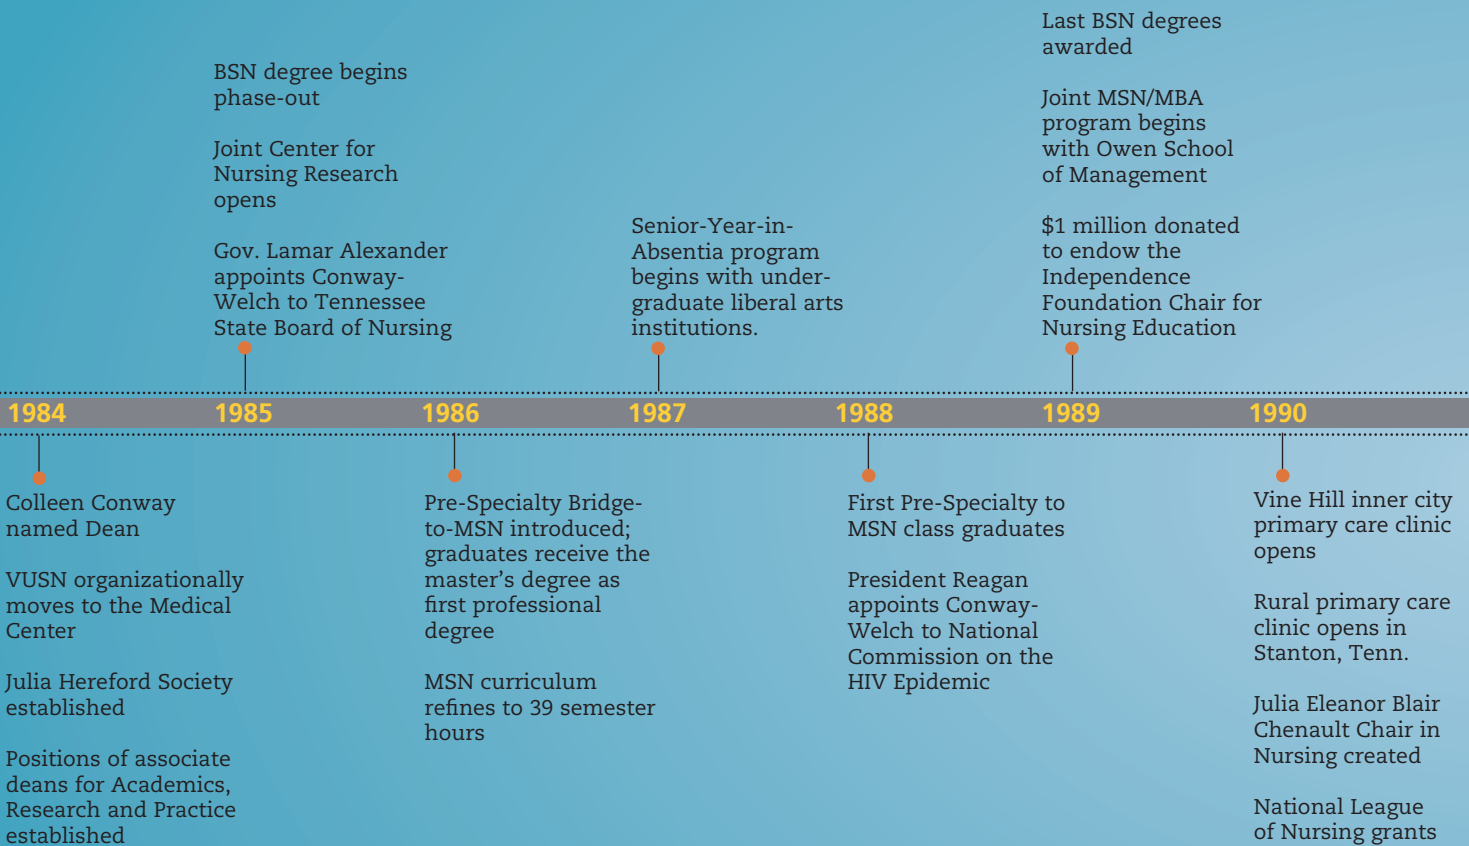 BSN degree begins
phase-out
Joint Center for
Nursing Research
opens
Gov. Lamar Alexander
appoints Conway-
Welch to Tennessee
State Board of Nursing
Senior-Year-in-
Absentia program
begins with under-
graduate liberal arts
institutions.
Last BSN degrees
awarded
Joint MSN/MBA
program begins
with Owen School
of Management
$1 million donated
to endow the
Independence
Foundation Chair for
Nursing Education
1984 1985 1986 1987 1988 1989 1990
Colleen Conway
named Dean
VUSN organizationally
moves to the Medical
Center
Julia Hereford Society
established
Positions of associate
deans for Academics,
Research and Practice
established
Pre-Specialty Bridge-
to-MSN introduced;
graduates receive the
master's degree as
first professional
degree
MSN curriculum
refines to 39 semester
hours
First Pre-Specialty to
MSN class graduates
President Reagan
appoints Conway-
Welch to National
Commission on the
HIV Epidemic
Vine Hill inner city
primary care clinic
opens
Rural primary care
clinic opens in
Stanton, Tenn.
Julia Eleanor Blair
Chenault Chair in
Nursing created
National League
of Nursing grants